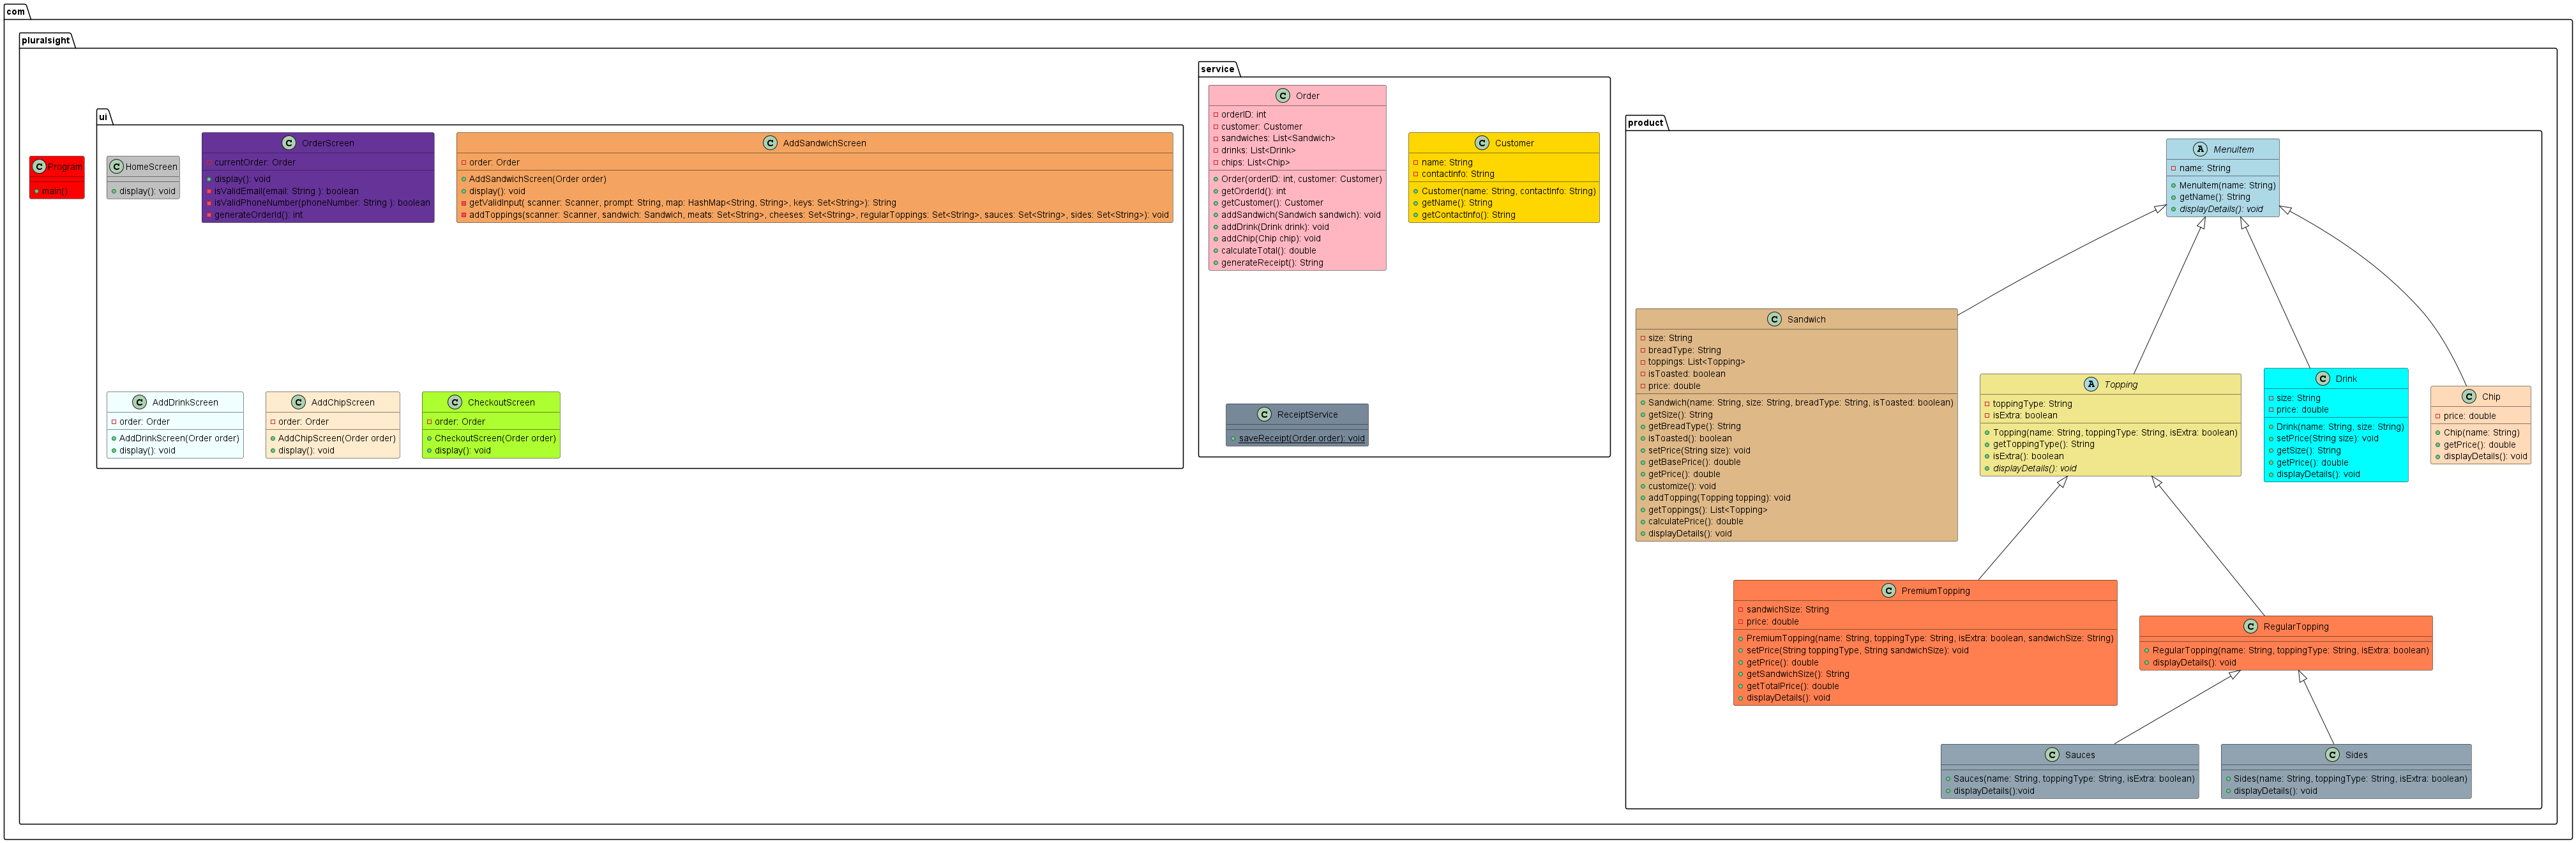 com
pluralsight
Program
main()
ui
HomeScreen
display(): void
OrderScreen
currentOrder: Order
display(): void
isValidEmail(email: String ): boolean
isValidPhoneNumber(phoneNumber: String ): boolean
generateOrderId(): int
AddSandwichScreen
order: Order
AddSandwichScreen(Order order)
display(): void
getValidInput( scanner: Scanner, prompt: String, map: HashMap<String, String>, keys: Set<String>): String
addToppings(scanner: Scanner, sandwich: Sandwich, meats: Set<String>, cheeses: Set<String>, regularToppings: Set<String>, sauces: Set<String>, sides: Set<String>): void
AddDrinkScreen
order: Order
AddDrinkScreen(Order order)
display(): void
AddChipScreen
order: Order
AddChipScreen(Order order)
display(): void
CheckoutScreen
order: Order
CheckoutScreen(Order order)
display(): void
service
Order
orderID: int
customer: Customer
sandwiches: List<Sandwich>
drinks: List<Drink>
chips: List<Chip>
Order(orderID: int, customer: Customer)
getOrderId(): int
getCustomer(): Customer
addSandwich(Sandwich sandwich): void
addDrink(Drink drink): void
addChip(Chip chip): void
calculateTotal(): double
generateReceipt(): String
Customer
name: String
contactInfo: String
Customer(name: String, contactInfo: String)
getName(): String
getContactInfo(): String
ReceiptService
saveReceipt(Order order): void
product
MenuItem
name: String
MenuItem(name: String)
getName(): String
displayDetails(): void
Sandwich
size: String
breadType: String
toppings: List<Topping>
isToasted: boolean
price: double
Sandwich(name: String, size: String, breadType: String, isToasted: boolean)
getSize(): String
getBreadType(): String
isToasted(): boolean
setPrice(String size): void
getBasePrice(): double
getPrice(): double
customize(): void
addTopping(Topping topping): void
getToppings(): List<Topping>
calculatePrice(): double
displayDetails(): void
Topping
toppingType: String
isExtra: boolean
Topping(name: String, toppingType: String, isExtra: boolean)
getToppingType(): String
isExtra(): boolean
displayDetails(): void
Drink
size: String
price: double
Drink(name: String, size: String)
setPrice(String size): void
getSize(): String
getPrice(): double
displayDetails(): void
Chip
price: double
Chip(name: String)
getPrice(): double
displayDetails(): void
PremiumTopping
sandwichSize: String
price: double
PremiumTopping(name: String, toppingType: String, isExtra: boolean, sandwichSize: String)
setPrice(String toppingType, String sandwichSize): void
getPrice(): double
getSandwichSize(): String
getTotalPrice(): double
displayDetails(): void
RegularTopping
RegularTopping(name: String, toppingType: String, isExtra: boolean)
displayDetails(): void
Sauces
Sauces(name: String, toppingType: String, isExtra: boolean)
displayDetails():void
Sides
Sides(name: String, toppingType: String, isExtra: boolean)
displayDetails(): void